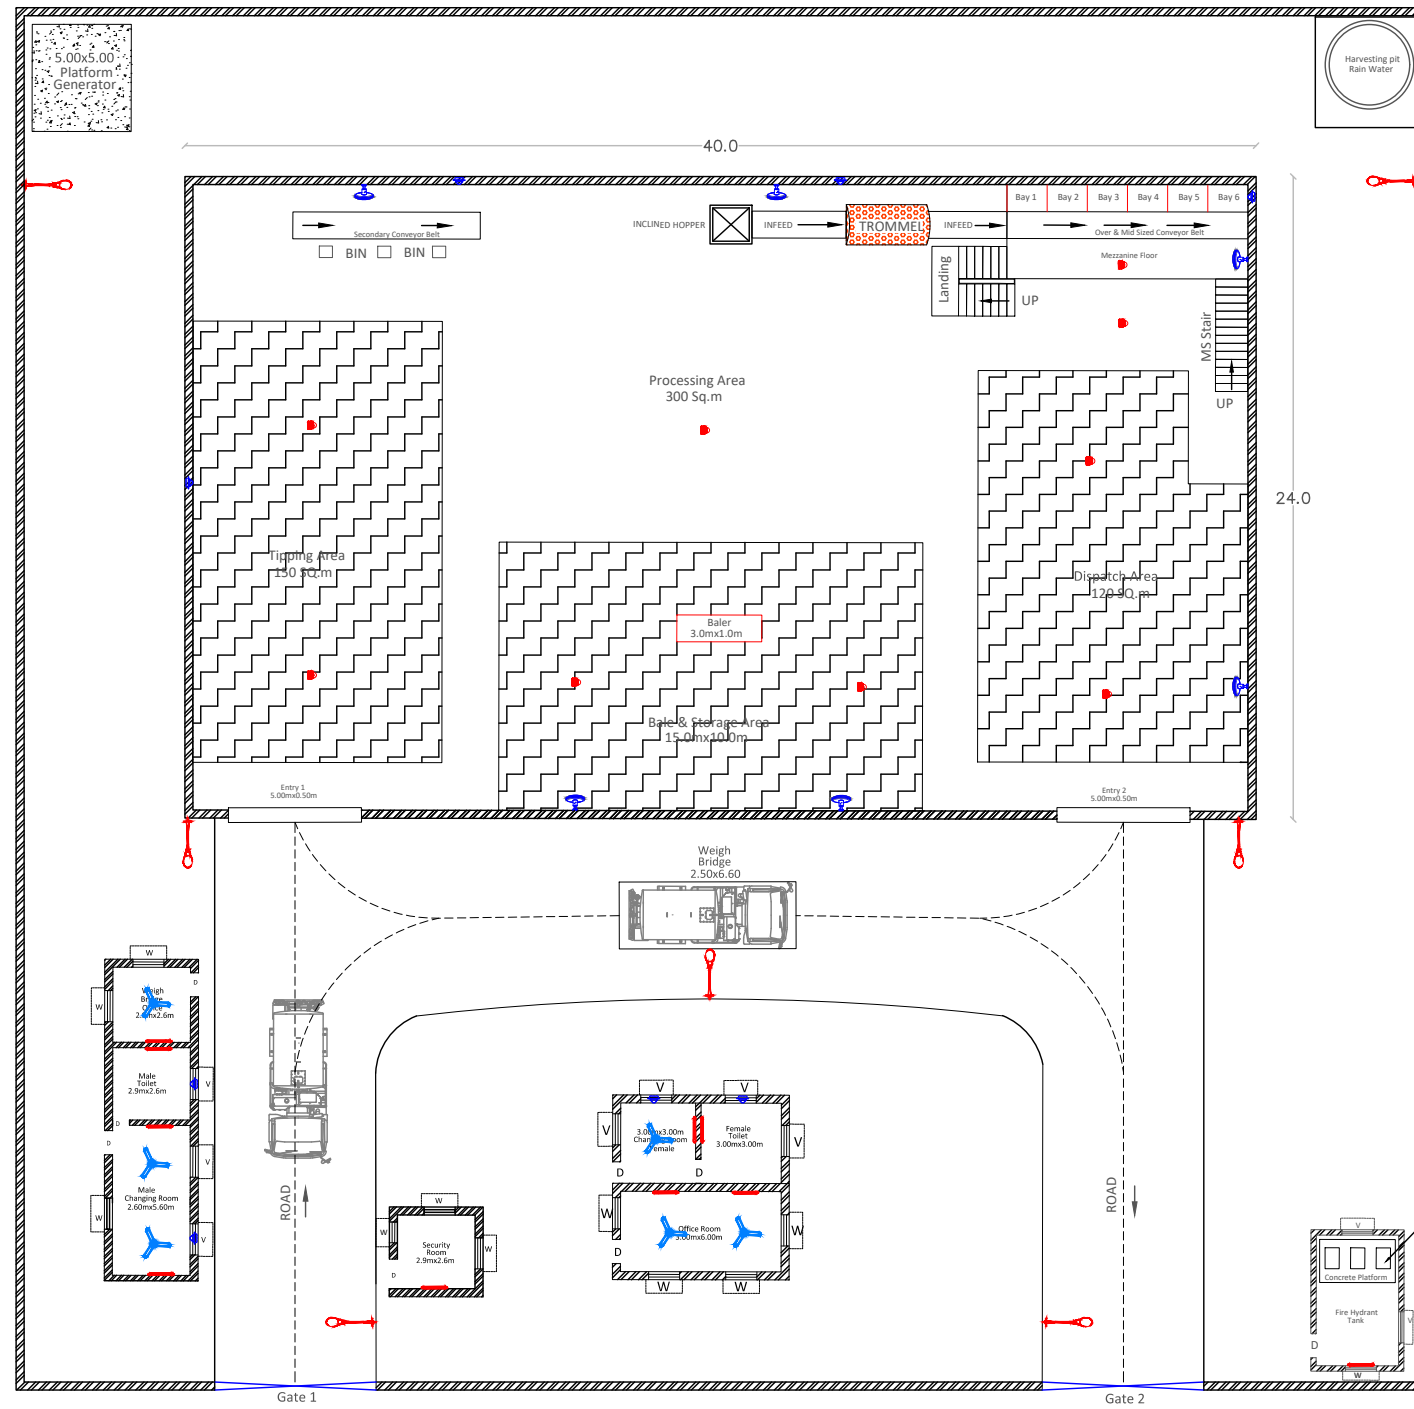 5.00x5.00
Platform
Generator
Harvesting pit
Rain Water
40.0
Bay 1
Bay 2
Bay 3
Bay 4
Bay 5
Bay 6
INCLINED HOPPER
INFEED
TROMMEL
INFEED
Secondary Conveyor Belt
Over & Mid Sized Conveyor Belt
BIN
BIN
Mezzanine Floor
Landing
UP
MS Stair
UP
Processing Area
300 Sq.m
24.0
Tipping Area
150 SQ.m
Dispatch Area
120 SQ.m
Baler
3.0mx1.0m
Bale & Storage Area
15.0mx10.0m
Entry 1
5.00mx0.50m
Entry 2
5.00mx0.50m
Weigh
Bridge
2.50x6.60
W
Weigh
Bridge
D
W
Male
Toilet
2.9mx2.6m
V
D
D
V
Male
Changing Room
2.60mx5.60m
W
V
ROAD
W
W
Security
Room
2.9mx2.6m
W
D
V
V
V
3.00mx3.00m
Female
Toilet
3.00mx3.00m
V
D
D
W
Office Room
W
D
W
W
ROAD
V
Concrete Platform
Fire Hydrant
Tank
V
D
W
Gate 1
Gate 2